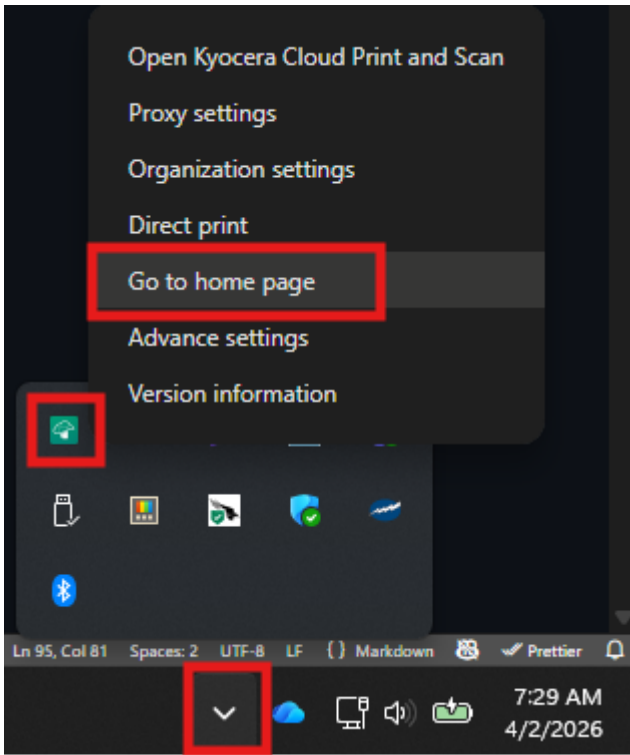 Open Kyocera Cloud Print and Scan
Proxy settings
Organization settings
Direct print
Go to home page
Advance settings
Version information
Ln 95, Col 81 Spaces: 2 UTF-8 LF {} Markdown Prettier
7:29 AM
4/2/2026